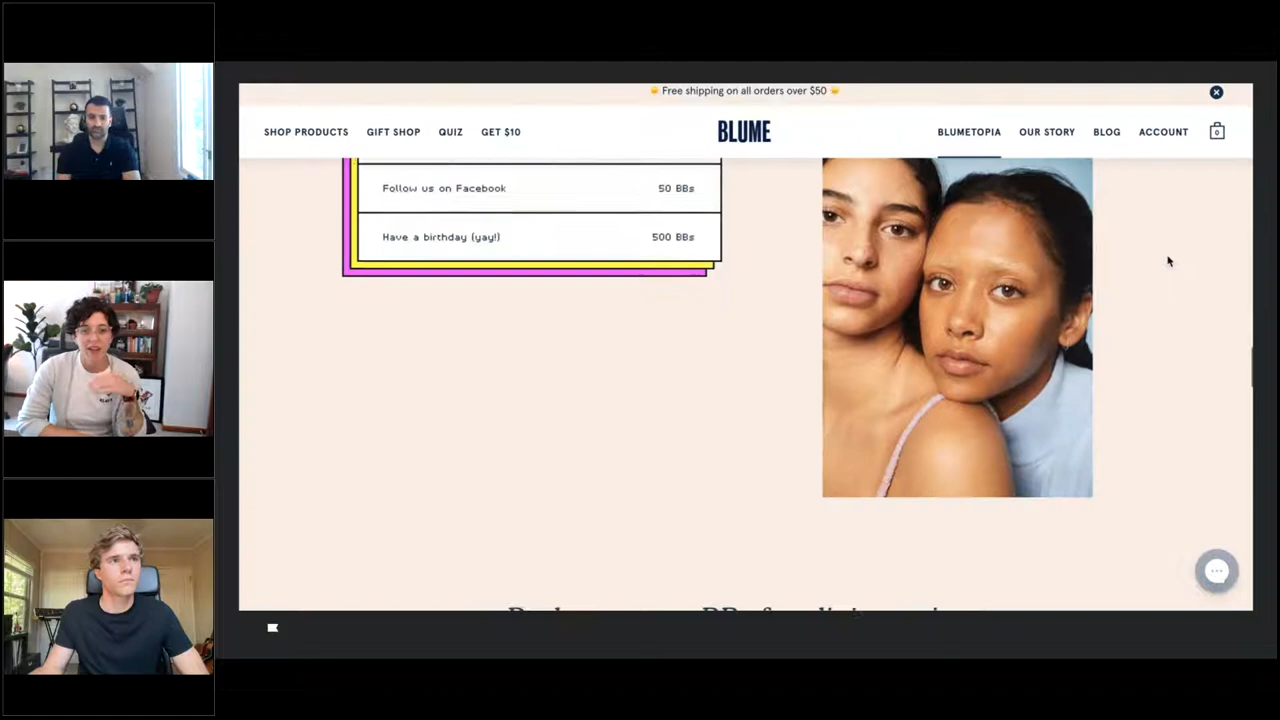 Free shipping on all orders over $50
SHOP PRODUCTS GIFT SHOP QUIZ GET $10 BLUME BLUMETOPIA OUR STORY BLOG ACCOUNT 0
Follow us on Facebook 50 BBs
Have a birthday (yay!) 500 BBs